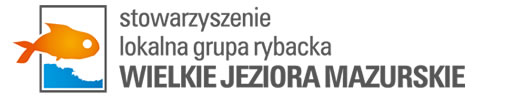 stowarzyszenie
lokalna grupa rybacka
WIELKIE JEZIORA MAZURSKIE